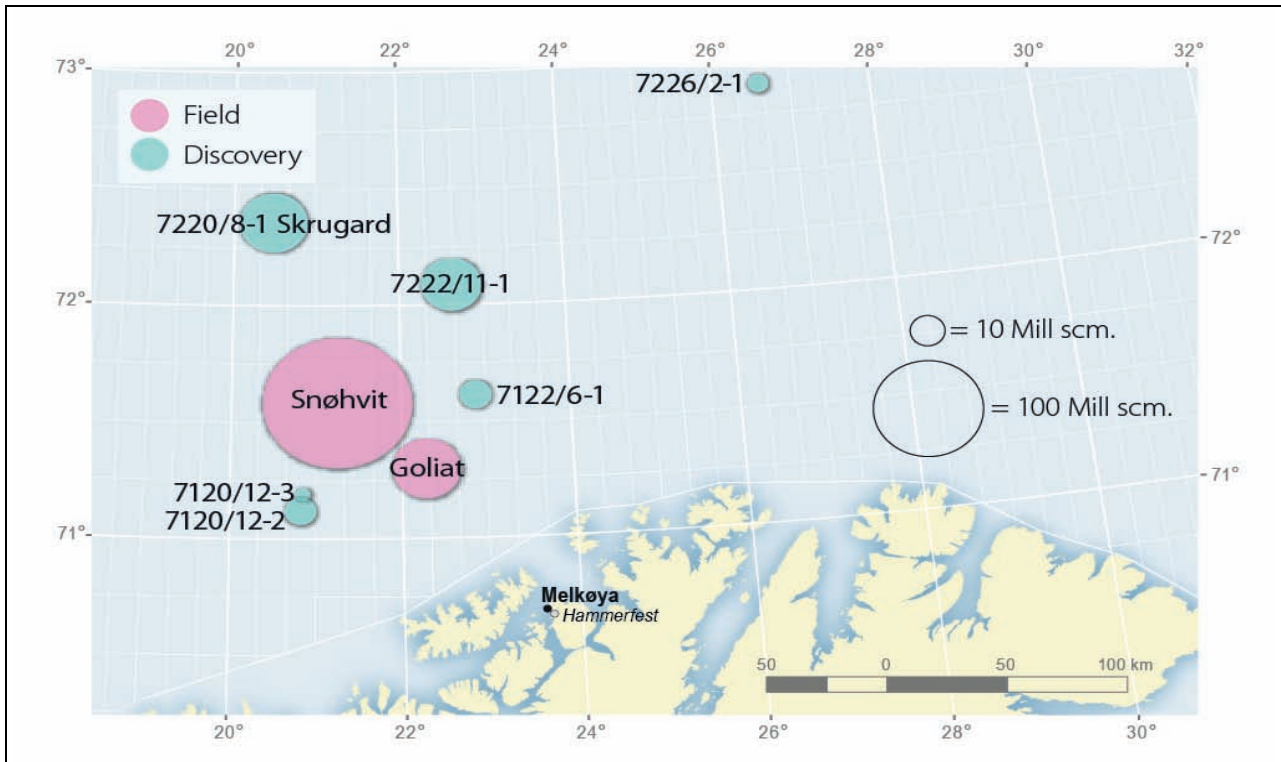 20° 22° 24° 26° 28° 30° 32°
73°
7226/2-1
Field
Discovery
7220/8-1 Skrugard
72°
7222/11-1
72°
= 10 Mill scm.
Snøhvit
7122/6-1
= 100 Mill scm.
Goliat
71°
7120/12-3
7120/12-2
71°
Melkøya
Hammerfest
50 0 50 100 km
20° 22° 24° 26° 28° 30°